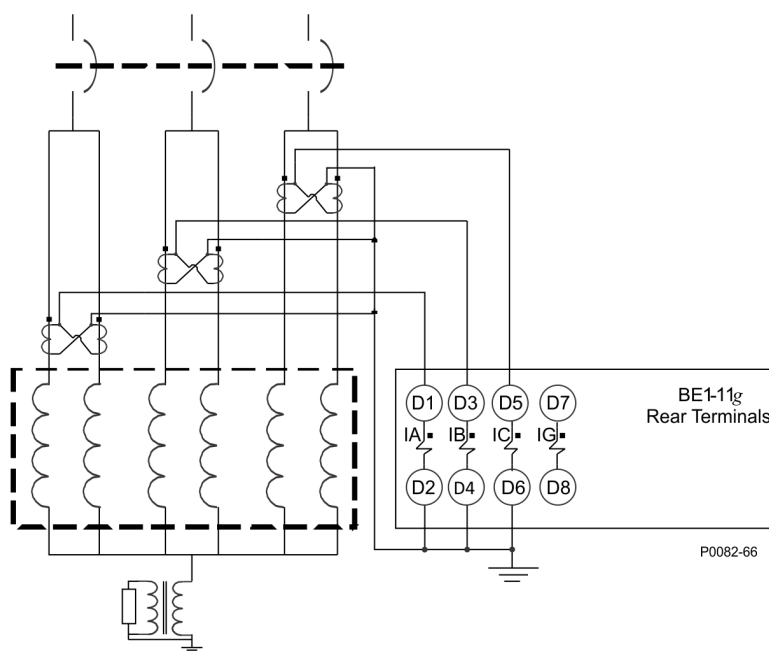 BE1-11g
Rear Terminals
D1 D3 D5 D7
IA IB IC IG
D2 D4 D6 D8
P0082-66